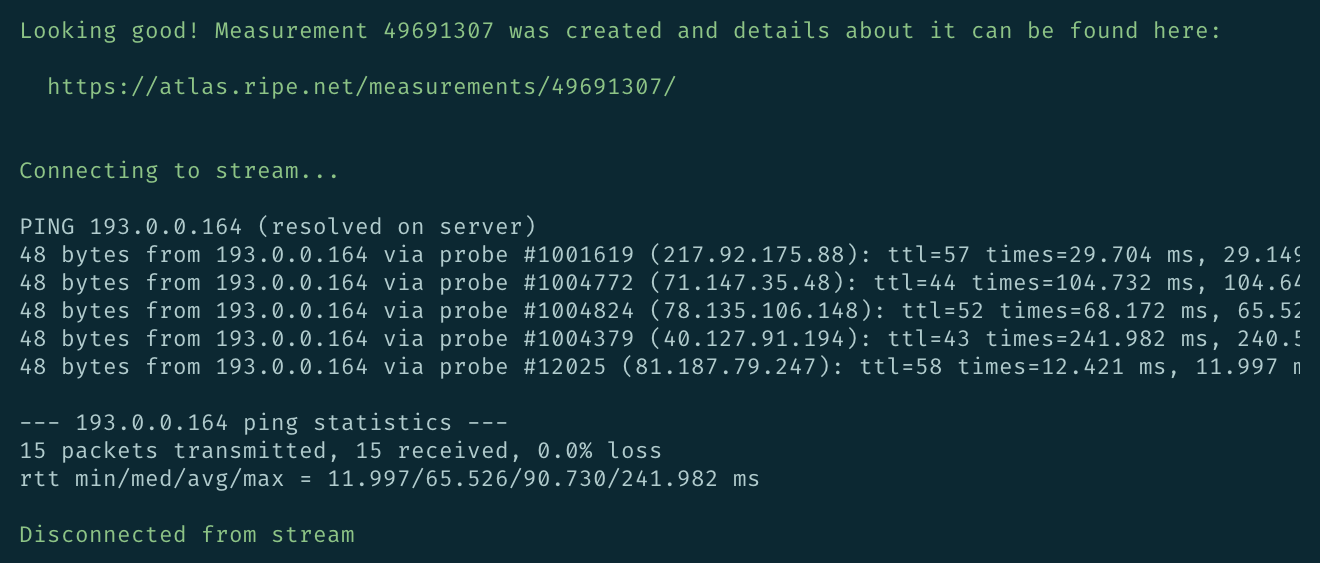 Looking good! Measurement 49691307 was created and details about it can be found here:
https://atlas.ripe.net/measurements/49691307/
Connecting to stream...
PING 193.0.0.164 (resolved on server)
48 bytes from 193.0.0.164 via probe #1001619 (217.92.175.88): ttl=57 times=29.704 ms, 29.149
48 bytes from 193.0.0.164 via probe #1004772 (71.147.35.48): ttl=44 times=104.732 ms, 104.64
48 bytes from 193.0.0.164 via probe #1004824 (78.135.106.148): ttl=52 times=68.172 ms, 65.52
48 bytes from 193.0.0.164 via probe #1004379 (40.127.91.194): ttl=43 times=241.982 ms, 240.5
48 bytes from 193.0.0.164 via probe #12025 (81.187.79.247): ttl=58 times=12.421 ms, 11.997 m
--- 193.0.0.164 ping statistics ---
15 packets transmitted, 15 received, 0.0% loss
rtt min/med/avg/max = 11.997/65.526/90.730/241.982 ms
Disconnected from stream